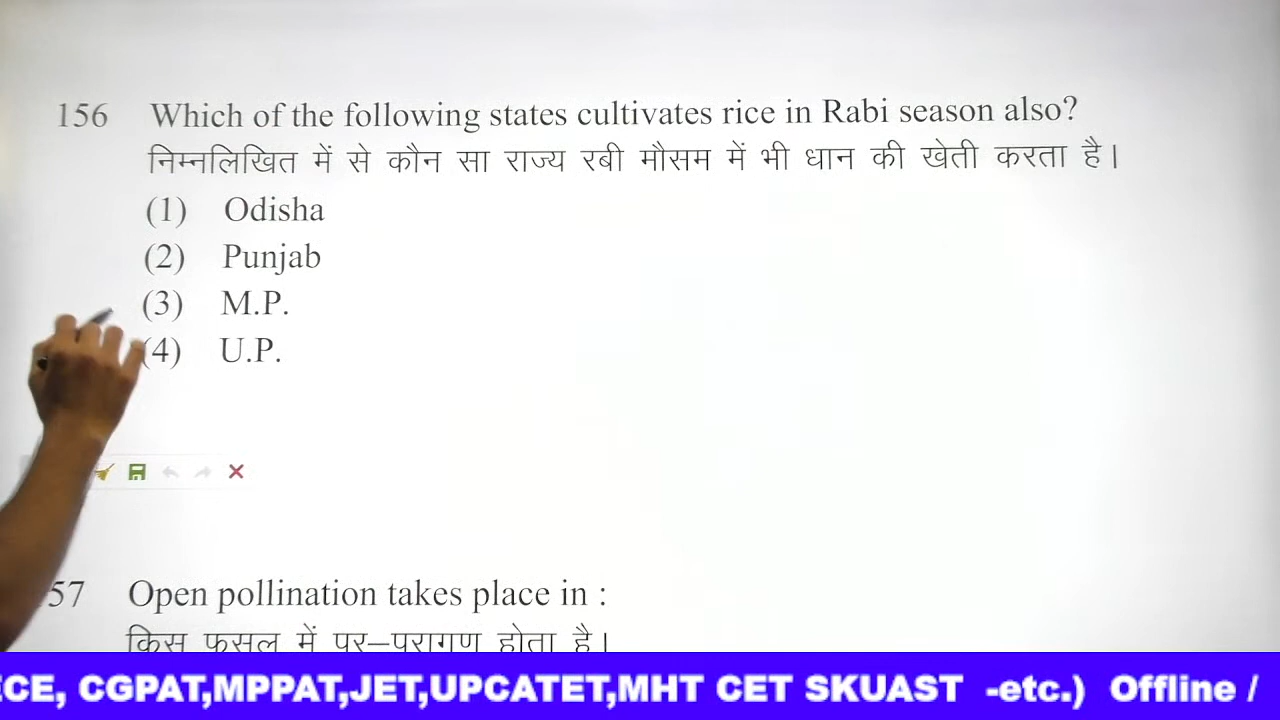 156 Which of the following states cultivates rice in Rabi season also?
निम्नलिखित में से कौन सा राज्य रबी मौसम में भी धान की खेती करता है।
(1) Odisha
(2) Punjab
(3) M.P.
(4) U.P.
57 Open pollination takes place in :
किस फसल में पर–परागण होता है।
CE, CGPAT,MPPAT,JET,UPCATET,MHT CET SKUAST -etc.) Offline /